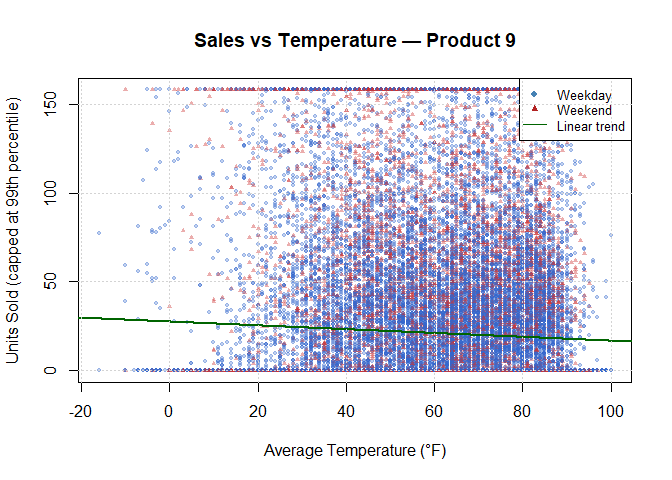 Sales vs Temperature — Product 9
Units Sold (capped at 99th percentile)
150
100
50
0
Weekday
Weekend
Linear trend
-20
0
20
40
60
80
100
Average Temperature (°F)